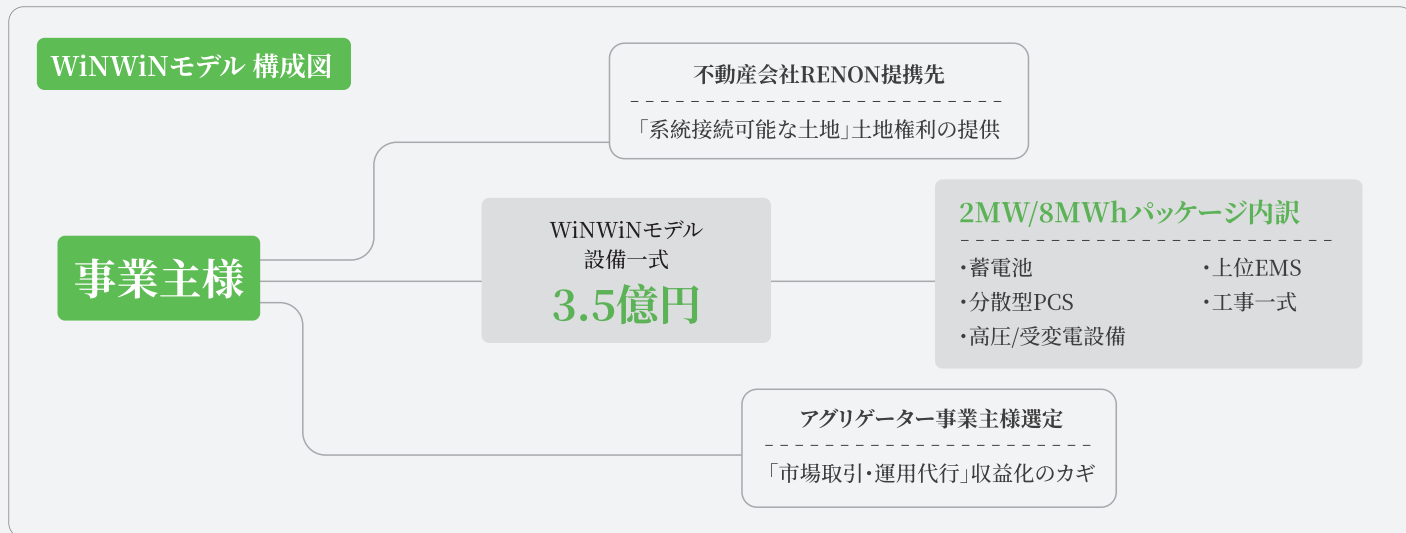 WiNWiNモデル 構成図
不動産会社RENON提携先
「系統接続可能な土地」土地権利の提供
事業主様
WiNWiNモデル
設備一式
3.5億円
2MW/8MWhパッケージ内訳
・蓄電池
・分散型PCS
・高圧/受変電設備
・上位EMS
・工事一式
アグリゲーター事業主様選定
「市場取引・運用代行」収益化のカギ